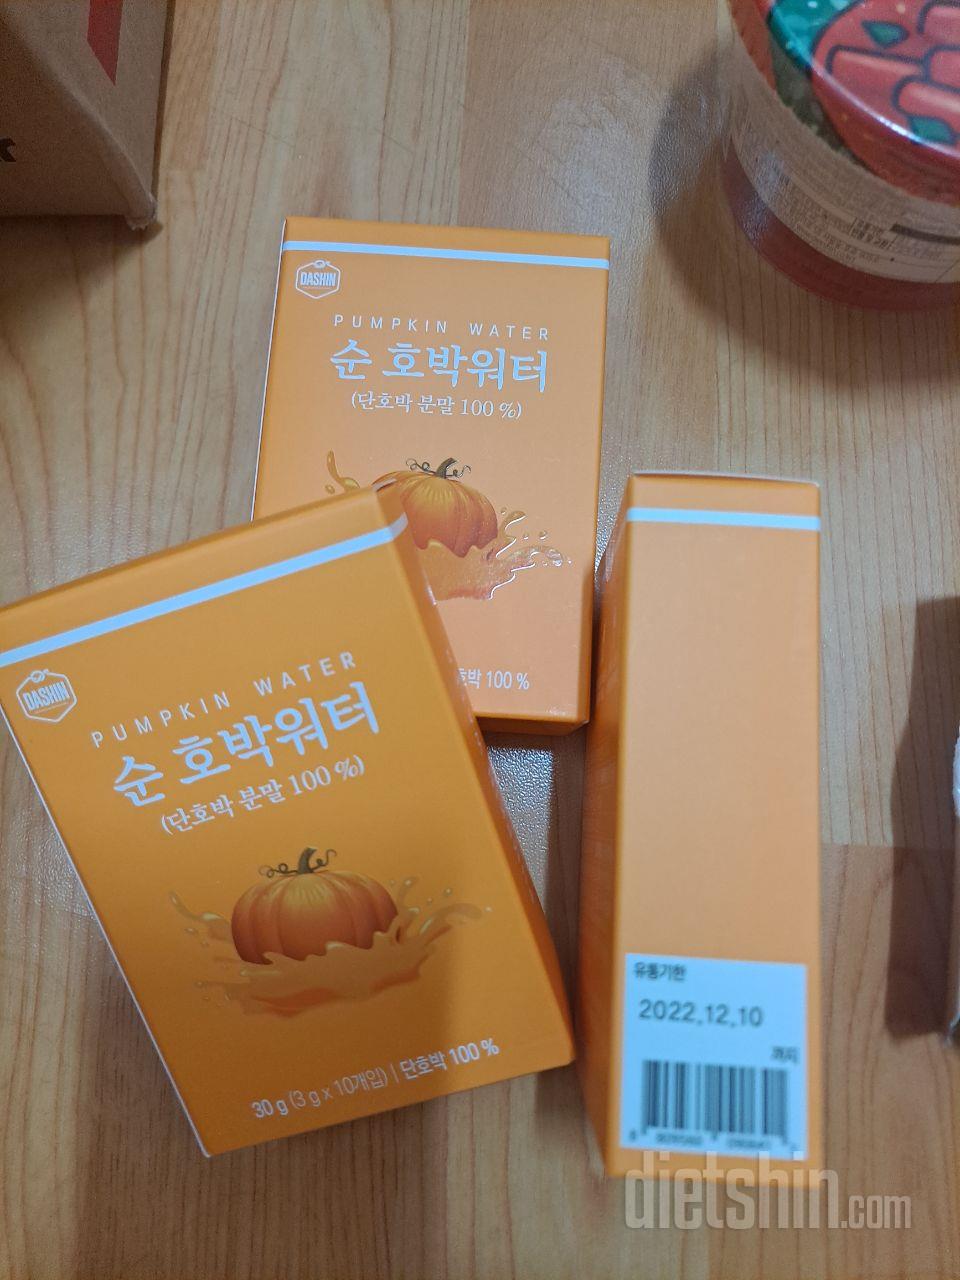 DASHIN
PUMPKIN WATER
순 호박워터
(단호박 분말 100 %)
호박 100 %
DASHIN
PUMPKIN WATER
순 호박워터
(단호박 분말 100 %)
30 g (3 g x 10개입) | 단호박 100 %
유통기한
2022.12.10
까지
dietshin.com